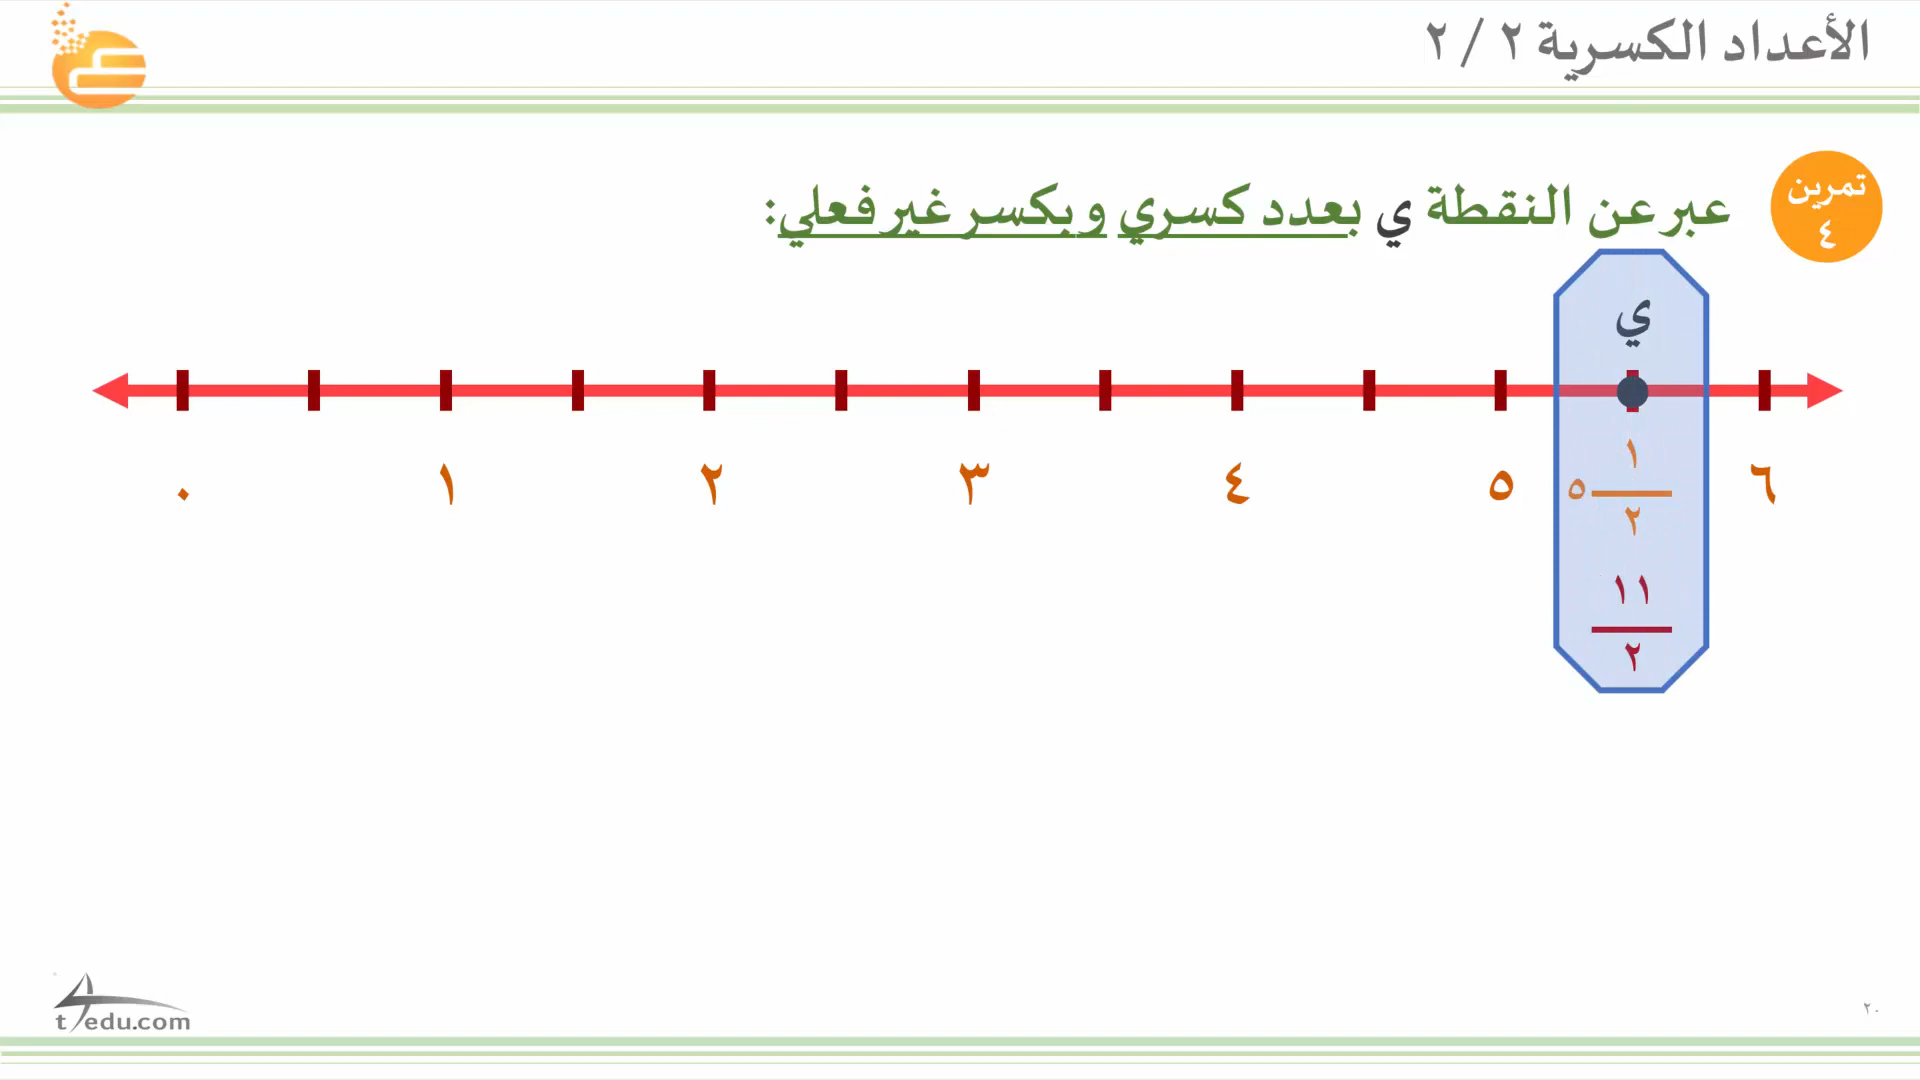 الأعداد الكسرية ٢ / ٢
تمرين
٤
عبر عن النقطة ي بعدد كسري و بكسر غير فعلي:
ي
٠ ١ ٢ ٣ ٤ ٥ ٦
١
٥
٢
١١
٢
t4edu.com
٢٠